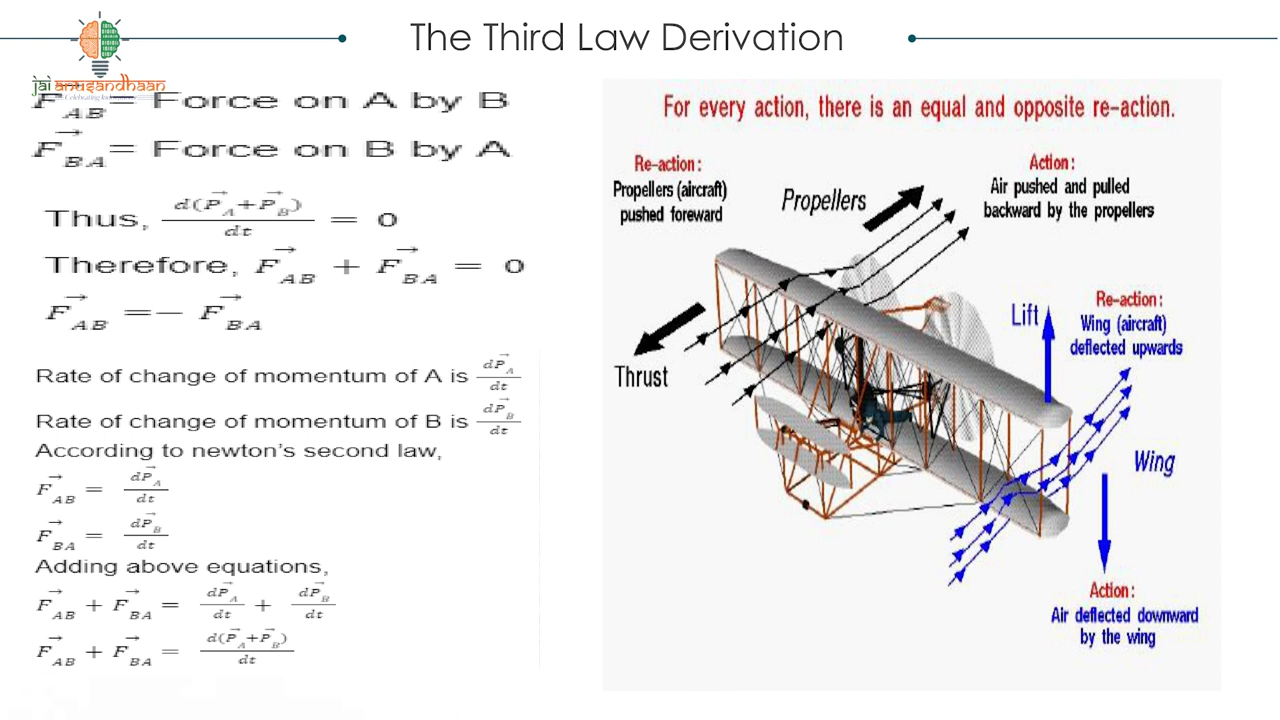 The Third Law Derivation
jai anusandhaan
F_AB = Force on A by B
F_BA = Force on B by A
Thus, d(P_A+P_B)/dt = 0
Therefore, F_AB + F_BA = 0
F_AB =– F_BA
Rate of change of momentum of A is dP_A/dt
Rate of change of momentum of B is dP_B/dt
According to newton's second law,
F_AB = dP_A/dt
F_BA = dP_B/dt
Adding above equations,
F_AB + F_BA = dP_A/dt + dP_B/dt
F_AB + F_BA = d(P_A+P_B)/dt
For every action, there is an equal and opposite re-action.
Re-action:
Propellers (aircraft)
pushed foreward
Propellers
Action:
Air pushed and pulled
backward by the propellers
Thrust
Lift
Re-action:
Wing (aircraft)
deflected upwards
Wing
Action:
Air deflected downward
by the wing